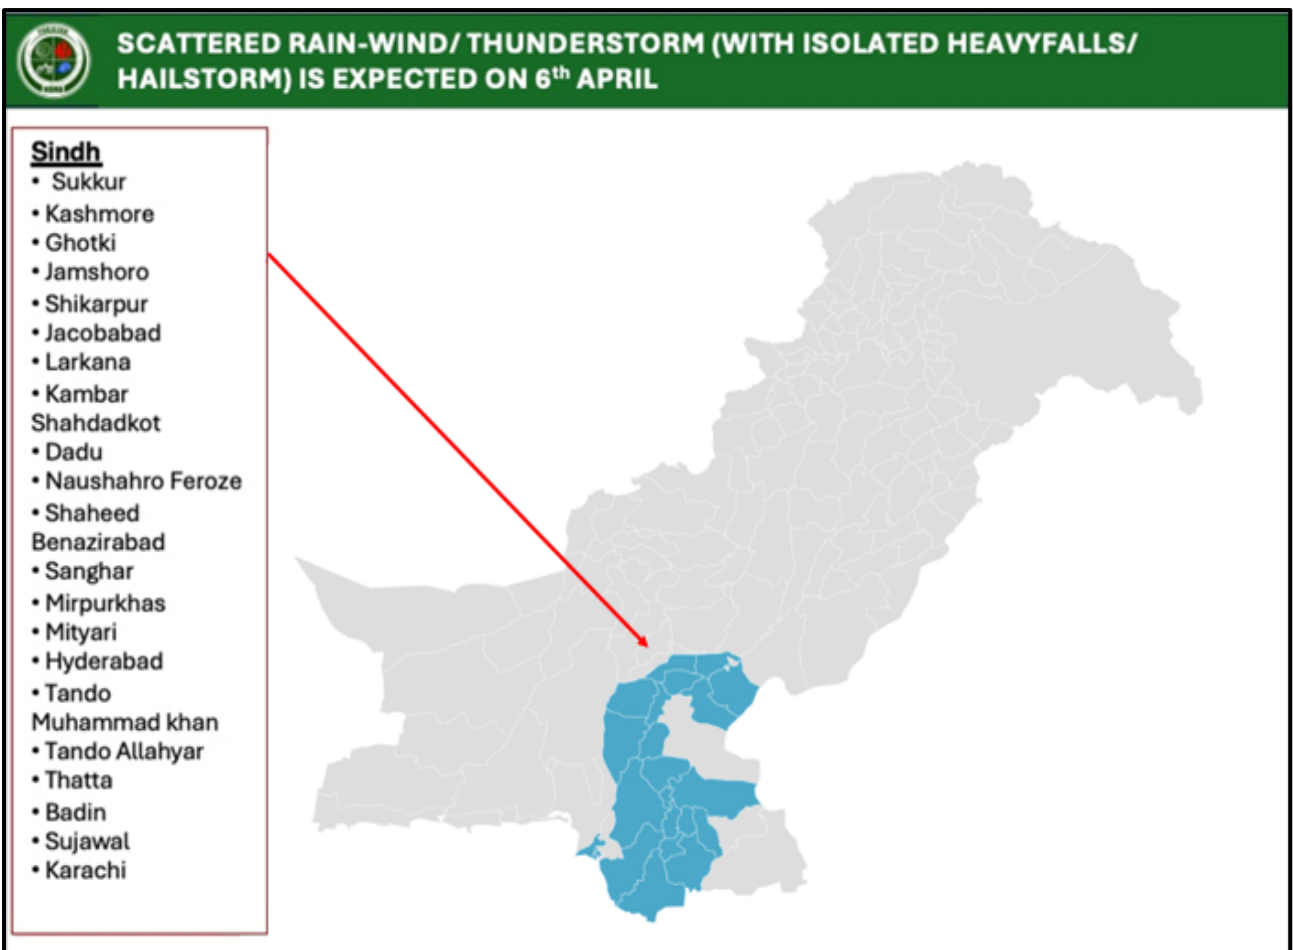 SCATTERED RAIN-WIND/ THUNDERSTORM (WITH ISOLATED HEAVYFALLS/
HAILSTORM) IS EXPECTED ON 6th APRIL
Sindh
• Sukkur
• Kashmore
• Ghotki
• Jamshoro
• Shikarpur
• Jacobabad
• Larkana
• Kambar
Shahdadkot
• Dadu
• Naushahro Feroze
• Shaheed
Benazirabad
• Sanghar
• Mirpurkhas
• Mityari
• Hyderabad
• Tando
Muhammad khan
• Tando Allahyar
• Thatta
• Badin
• Sujawal
• Karachi